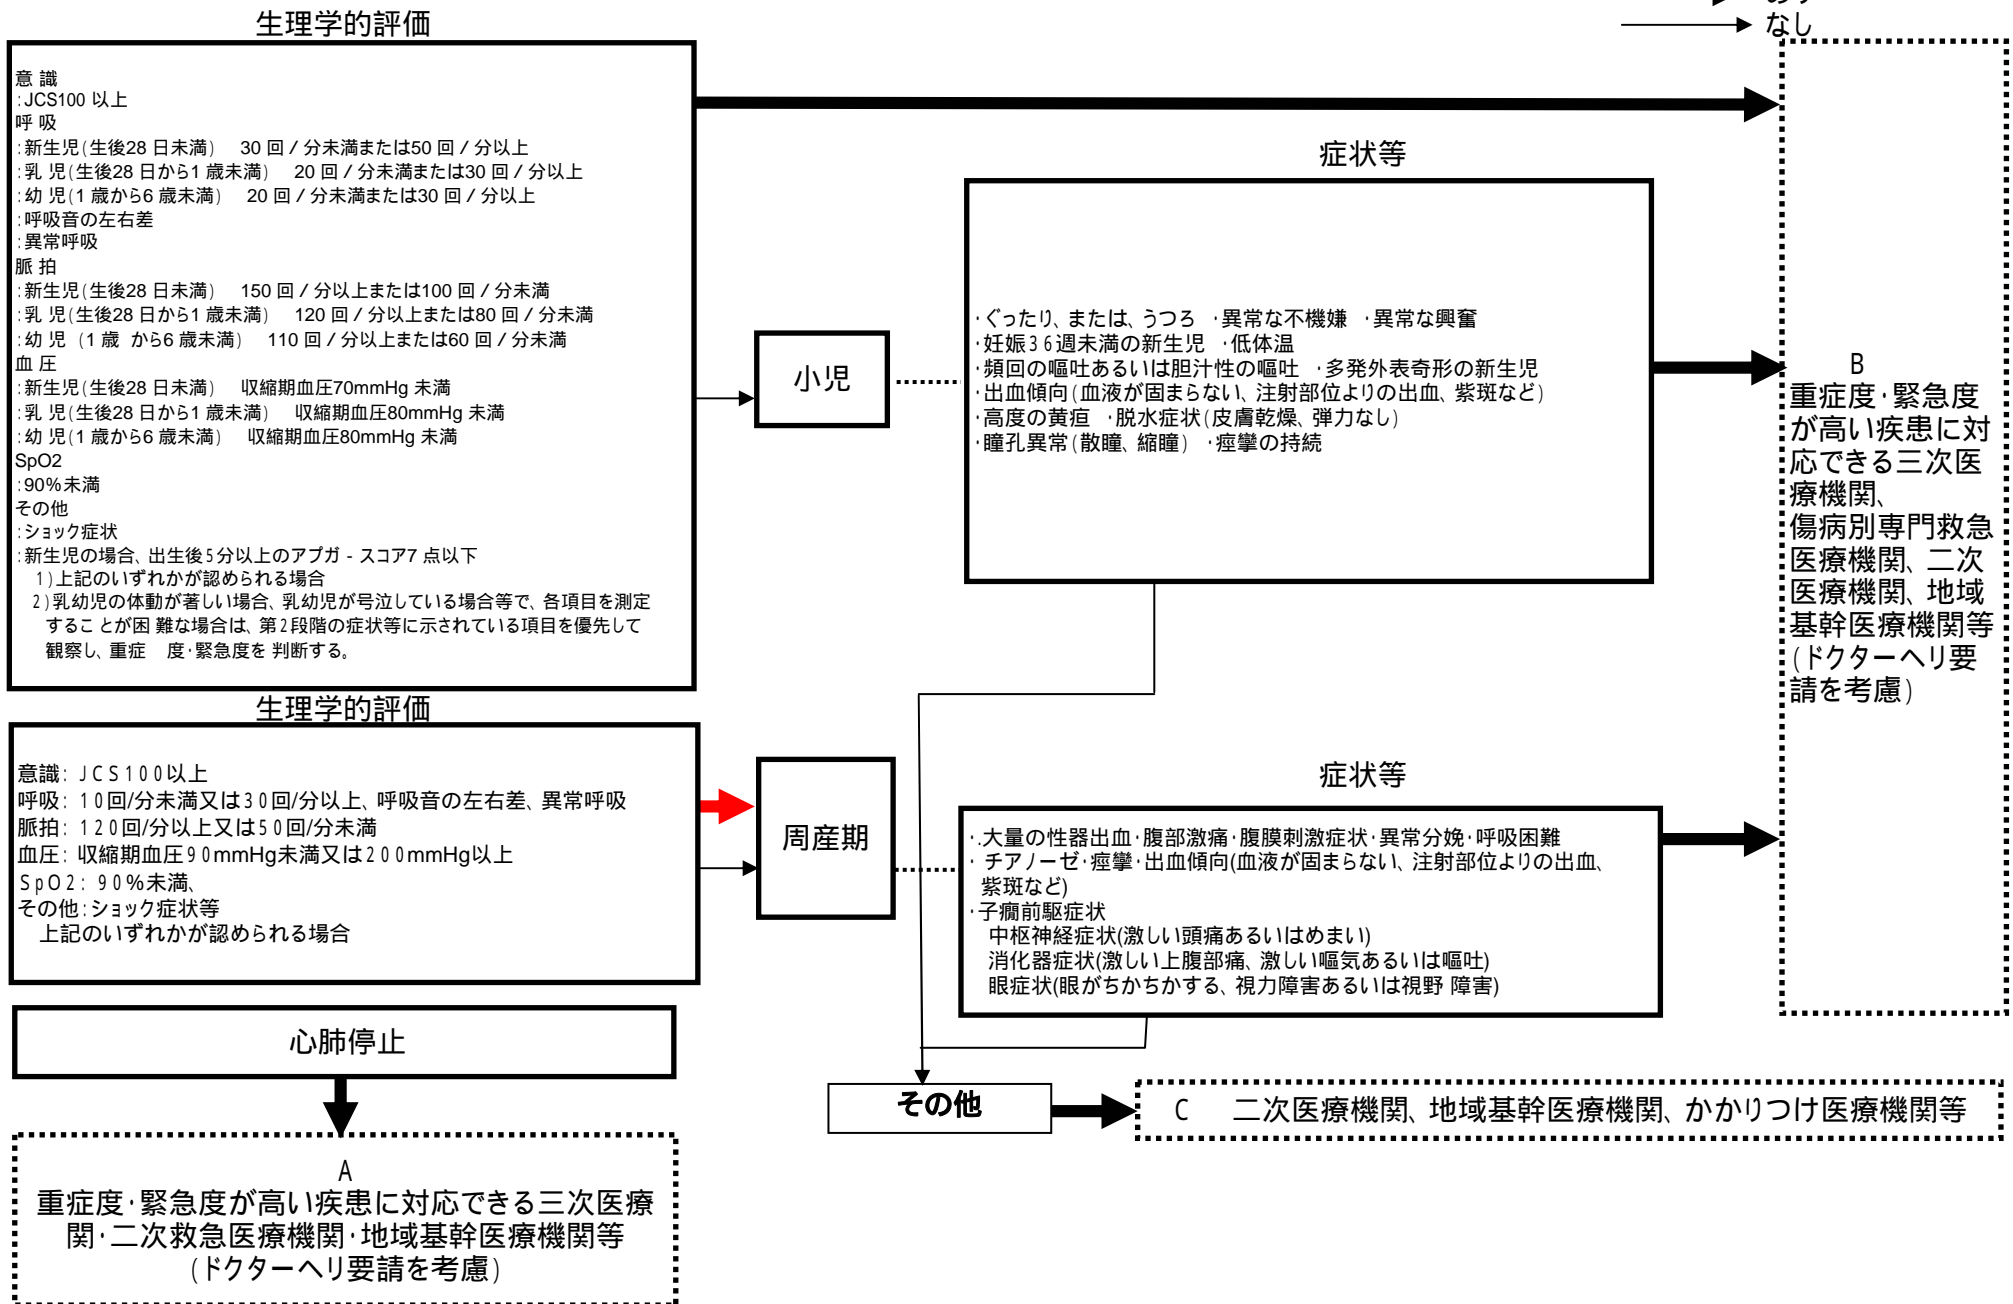 なし
生理学的評価
意 識
:JCS100 以上
呼 吸
:新生児(生後28 日未満) 30 回 / 分未満または50 回 / 分以上
:乳 児(生後28 日から1 歳未満) 20 回 / 分未満または30 回 / 分以上
:幼 児(1 歳から6 歳未満) 20 回 / 分未満または30 回 / 分以上
:呼吸音の左右差
:異常呼吸
脈 拍
:新生児(生後28 日未満) 150 回 / 分以上または100 回 / 分未満
:乳 児(生後28 日から1 歳未満) 120 回 / 分以上または80 回 / 分未満
:幼 児 (1 歳 から6 歳未満) 110 回 / 分以上または60 回 / 分未満
血 圧
:新生児(生後28 日未満) 収縮期血圧70mmHg 未満
:乳 児(生後28 日から1 歳未満) 収縮期血圧80mmHg 未満
:幼 児(1 歳から6 歳未満) 収縮期血圧80mmHg 未満
SpO2
:90%未満
その他
:ショック症状
:新生児の場合、出生後5分以上のアプガ - スコア7 点以下
1)上記のいずれかが認められる場合
2)乳幼児の体動が著しい場合、乳幼児が号泣している場合等で、各項目を測定
することが困 難な場合は、第2段階の症状等に示されている項目を優先して
観察し、重症 度・緊急度を 判断する。
小児
症状等
・ぐったり、または、うつろ ・異常な不機嫌 ・異常な興奮
・妊娠36週未満の新生児 ・低体温
・頻回の嘔吐あるいは胆汁性の嘔吐 ・多発外表奇形の新生児
・出血傾向(血液が固まらない、注射部位よりの出血、紫斑など)
・高度の黄疸 ・脱水症状(皮膚乾燥、弾力なし)
・瞳孔異常(散瞳、縮瞳) ・痙攣の持続
B
重症度・緊急度
が高い疾患に対
応できる三次医
療機関、
傷病別専門救急
医療機関、二次
医療機関、地域
基幹医療機関等
(ドクターヘリ要
請を考慮)
生理学的評価
意識: JCS100以上
呼吸: 10回/分未満又は30回/分以上、呼吸音の左右差、異常呼吸
脈拍: 120回/分以上又は50回/分未満
血圧: 収縮期血圧90mmHg未満又は200mmHg以上
SpO2: 90%未満、
その他:ショック症状等
上記のいずれかが認められる場合
周産期
症状等
・.大量の性器出血・腹部激痛・腹膜刺激症状・異常分娩・呼吸困難
・チアノーゼ・痙攣・出血傾向(血液が固まらない、注射部位よりの出血、
紫斑など)
・子癇前駆症状
中枢神経症状(激しい頭痛あるいはめまい)
消化器症状(激しい上腹部痛、激しい嘔気あるいは嘔吐)
眼症状(眼がちかちかする、視力障害あるいは視野 障害)
心肺停止
その他
C 二次医療機関、地域基幹医療機関、かかりつけ医療機関等
A
重症度・緊急度が高い疾患に対応できる三次医療
関・二次救急医療機関・地域基幹医療機関等
(ドクターヘリ要請を考慮)